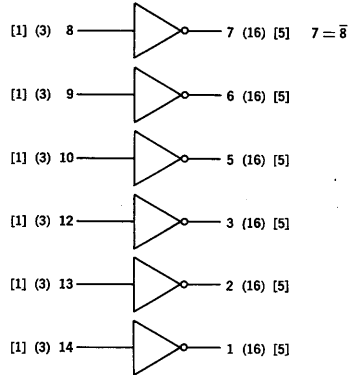 [1] (3) 8 7 (16) [5] 7 = 8̅
[1] (3) 9 6 (16) [5]
[1] (3) 10 5 (16) [5]
[1] (3) 12 3 (16) [5]
[1] (3) 13 2 (16) [5]
[1] (3) 14 1 (16) [5]